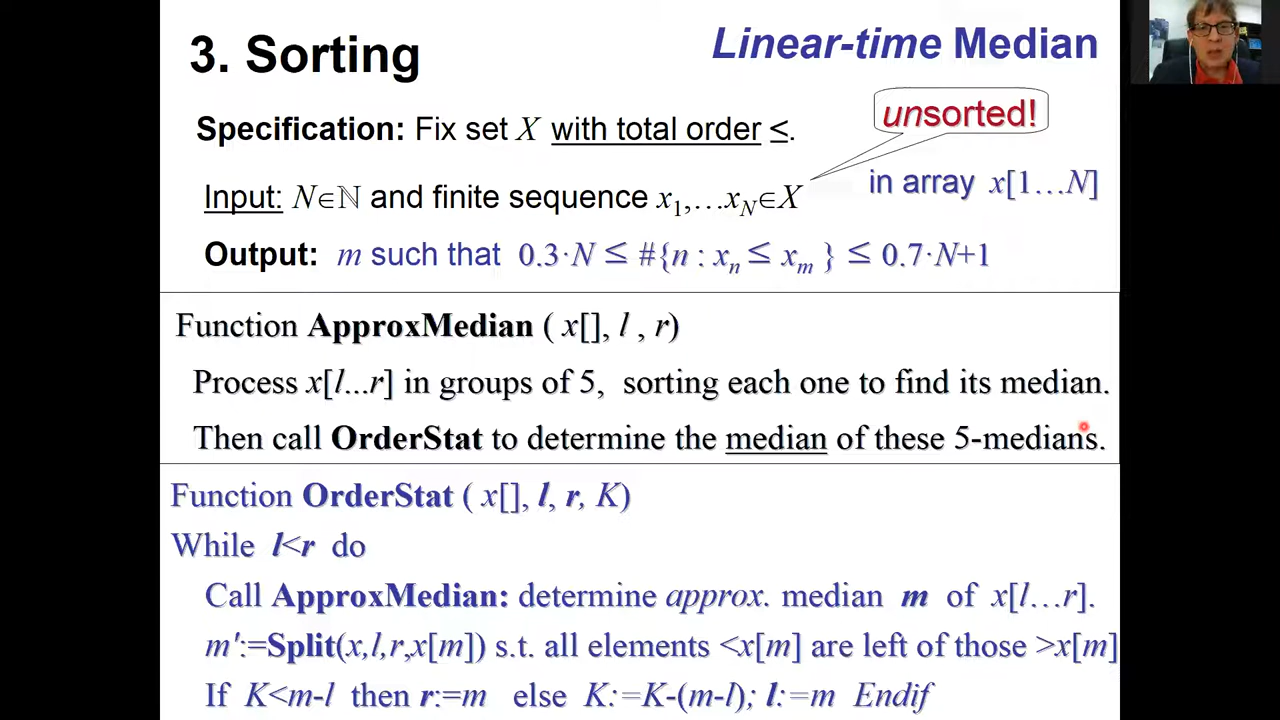 3. Sorting
Linear-time Median
unsorted!
Specification: Fix set X with total order ≤.
Input: N∈ℕ and finite sequence x₁,…x_N∈X
in array x[1…N]
Output: m such that 0.3·N ≤ #{n : xₙ ≤ xₘ } ≤ 0.7·N+1
Function ApproxMedian ( x[], l , r)
Process x[l...r] in groups of 5, sorting each one to find its median.
Then call OrderStat to determine the median of these 5-medians.
Function OrderStat ( x[], l, r, K)
While l<r do
Call ApproxMedian: determine approx. median m of x[l…r].
m':=Split(x,l,r,x[m]) s.t. all elements <x[m] are left of those >x[m]
If K<m-l then r:=m else K:=K-(m-l); l:=m Endif